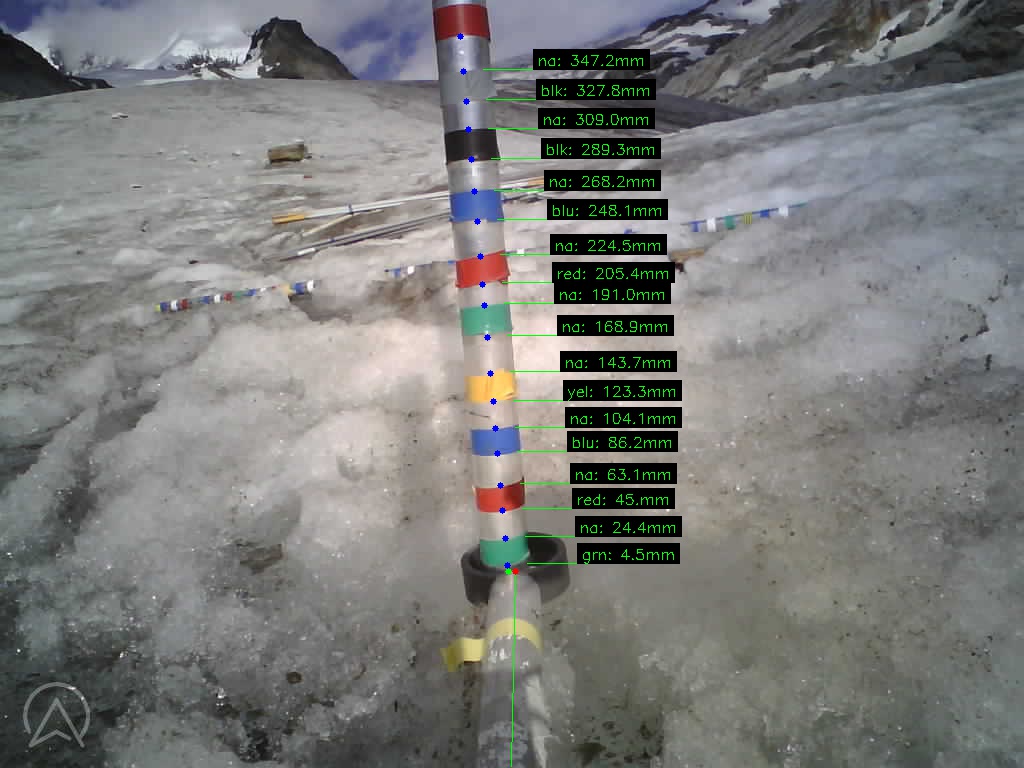 na: 347.2mm
blk: 327.8mm
na: 309.0mm
blk: 289.3mm
na: 268.2mm
blu: 248.1mm
na: 224.5mm
red: 205.4mm
na: 191.0mm
na: 168.9mm
na: 143.7mm
yel: 123.3mm
na: 104.1mm
blu: 86.2mm
na: 63.1mm
red: 45.mm
na: 24.4mm
grn: 4.5mm